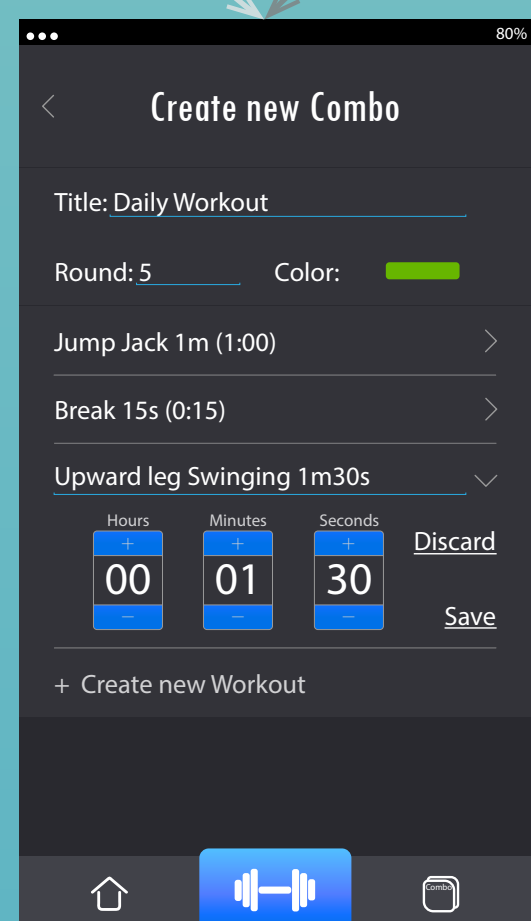 80%
Create new Combo
Title: Daily Workout
Round: 5 Color:
Jump Jack 1m (1:00)
Break 15s (0:15)
Upward leg Swinging 1m30s
Hours Minutes Seconds
+ + +
00 01 30
Discard
− − −
Save
+ Create new Workout
Combo